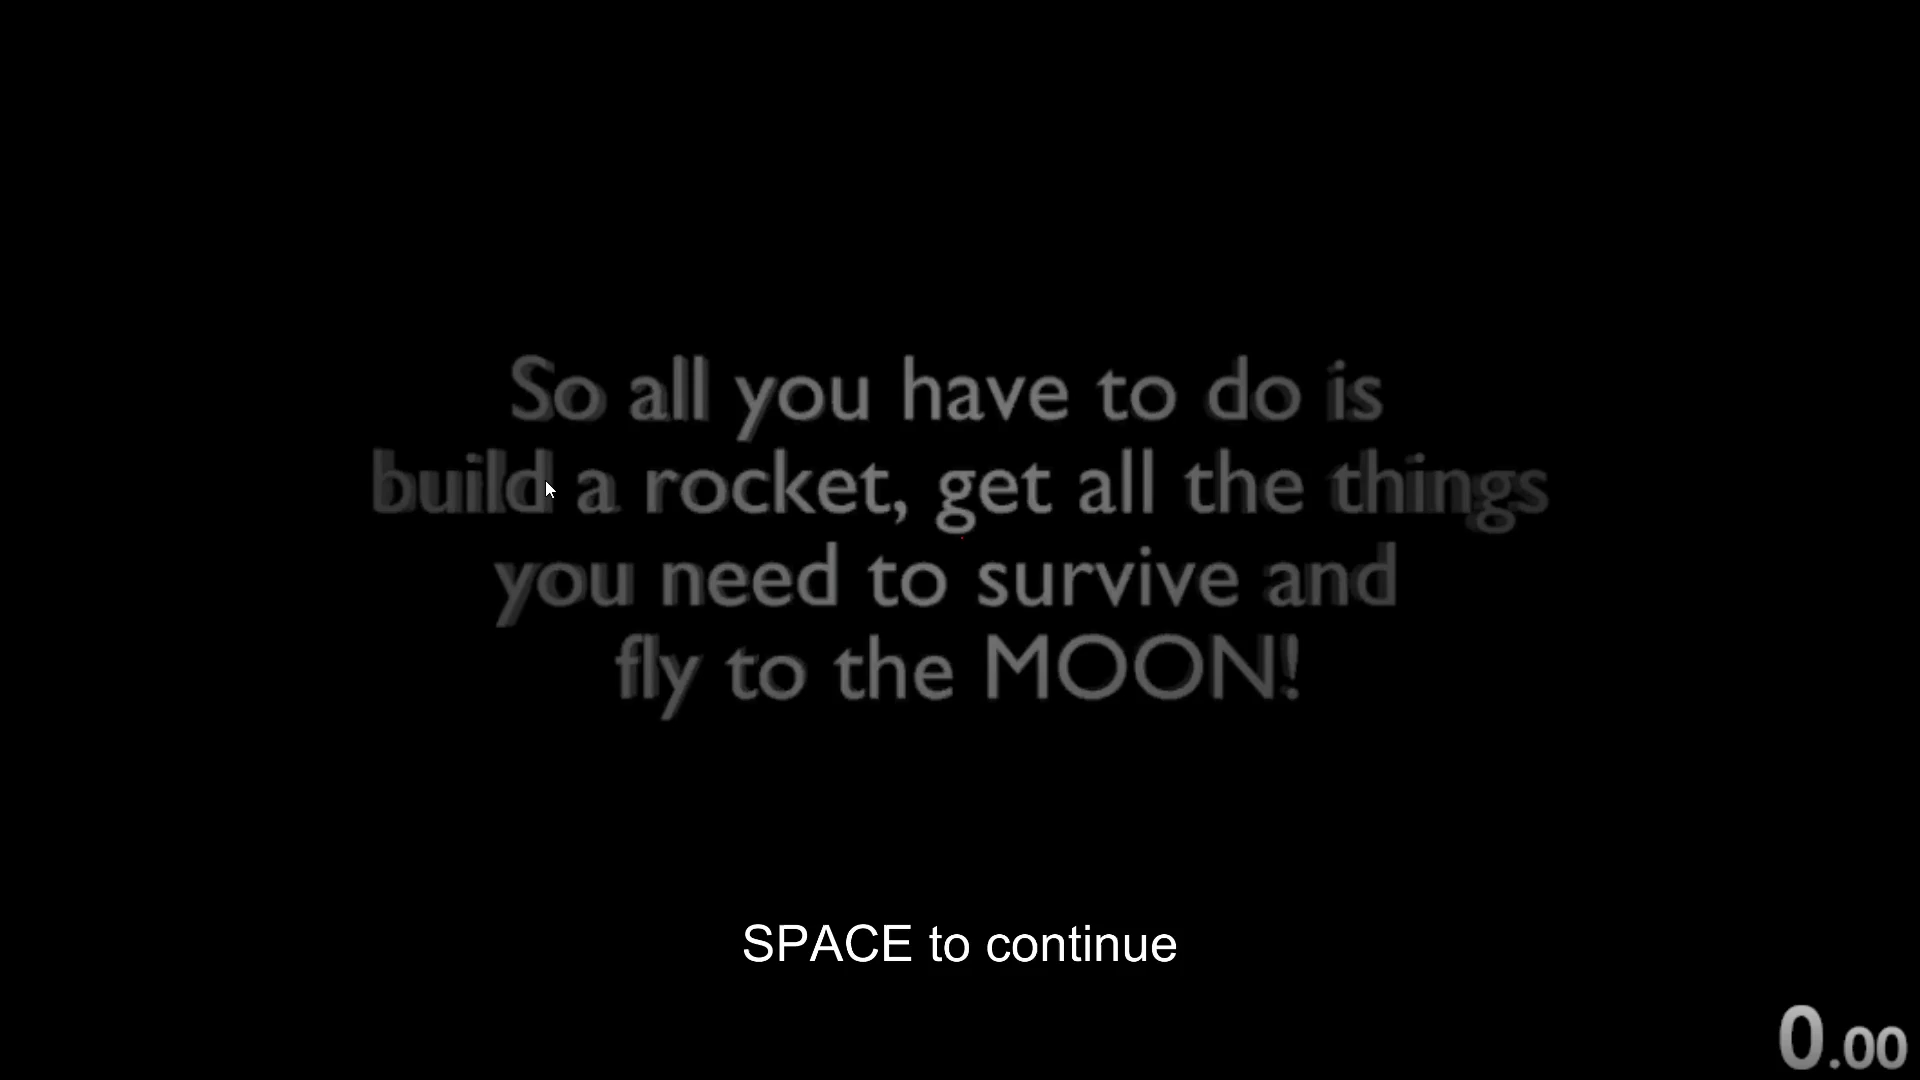 So all you have to do is
build a rocket, get all the things
you need to survive and
fly to the MOON!
SPACE to continue
0.00